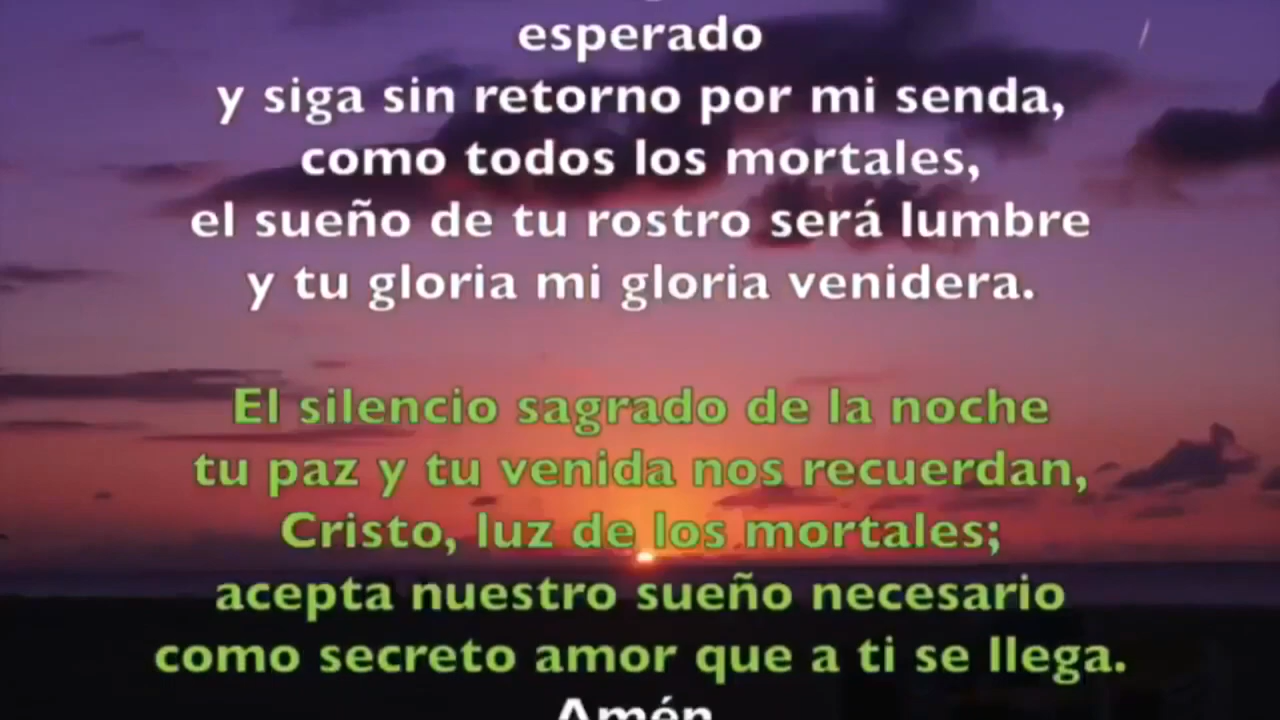 esperado
y siga sin retorno por mi senda,
como todos los mortales,
el sueño de tu rostro será lumbre
y tu gloria mi gloria venidera.
El silencio sagrado de la noche
tu paz y tu venida nos recuerdan,
Cristo, luz de los mortales;
acepta nuestro sueño necesario
como secreto amor que a ti se llega.
Amén